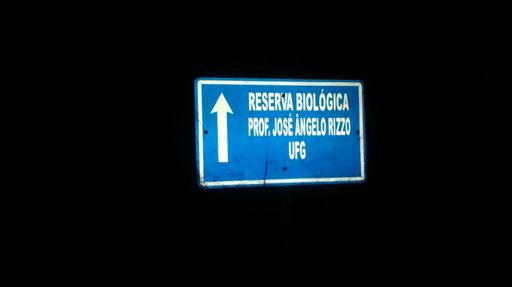 RESERVA BIOLÓGICA
PROF. JOSÉ ÂNGELO RIZZO
UFG